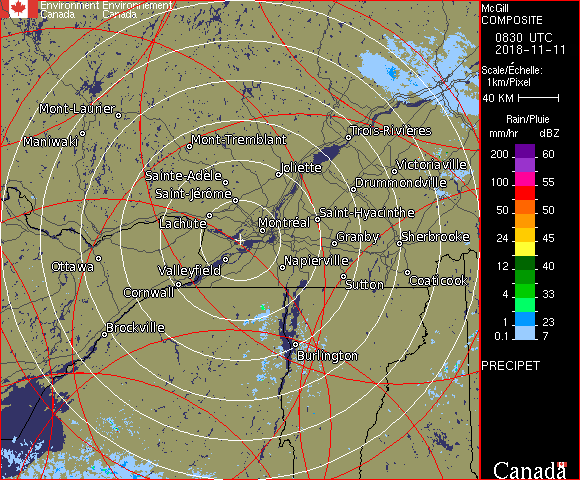 Environment Environnement
Canada Canada
McGill
COMPOSITE
0830 UTC
2018-11-11
Scale/Échelle:
1km/Pixel
40 KM
Rain/Pluie
mm/hr dBZ
200 60
100 55
50 50
24 45
12 40
4 33
1 23
0.1 7
PRECIPET
Canada
Mont-Laurier
Maniwaki
Mont-Tremblant
Trois-Rivières
Joliette
Victoriaville
Sainte-Adèle
Drummondville
Saint-Jérôme
Saint-Hyacinthe
Lachute
Montréal
Granby
Sherbrooke
Ottawa
Valleyfield
Napierville
Cornwall
Sutton
Coaticook
Brockville
Burlington